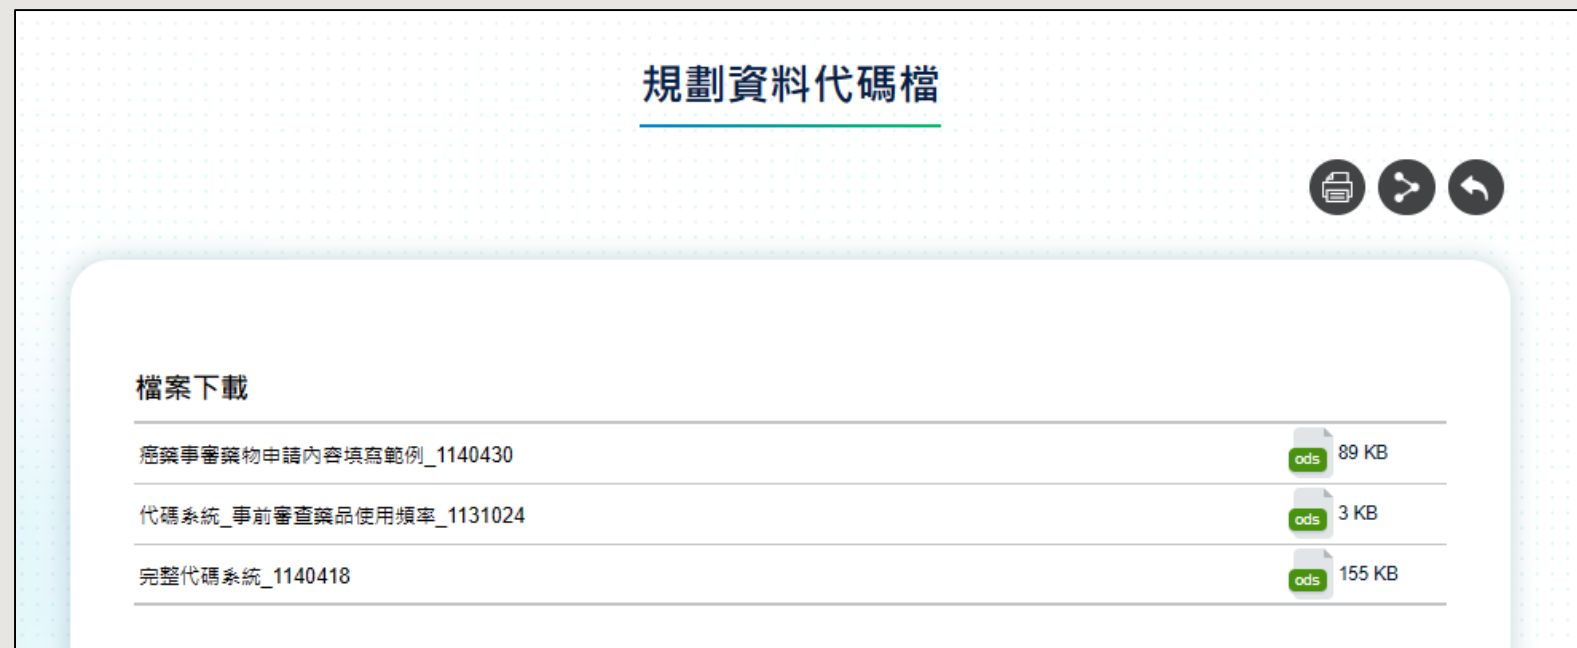 規劃資料代碼檔
檔案下載
癌藥事審藥物申請內容填寫範例_1140430
ods 89 KB
代碼系統_事前審查藥品使用頻率_1131024
ods 3 KB
完整代碼系統_1140418
ods 155 KB